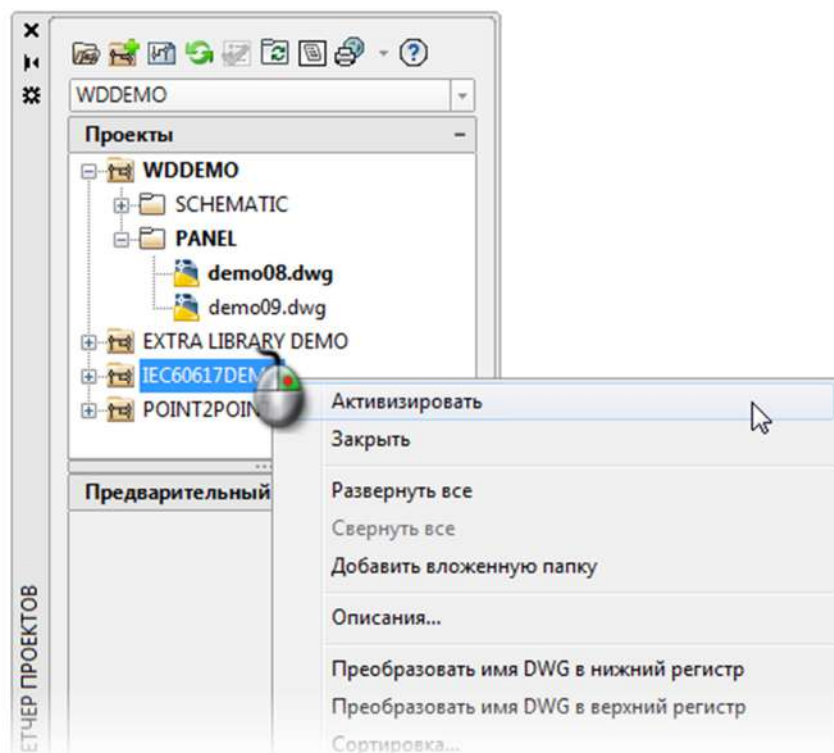 WDDEMO
Проекты
WDDEMO
SCHEMATIC
PANEL
demo08.dwg
demo09.dwg
EXTRA LIBRARY DEMO
IEC60617DEM
POINT2POIN
Активизировать
Закрыть
Предварительный
Развернуть все
Свернуть все
Добавить вложенную папку
Описания...
Преобразовать имя DWG в нижний регистр
Преобразовать имя DWG в верхний регистр
Сортировка...
ЕТЧЕР ПРОЕКТОВ